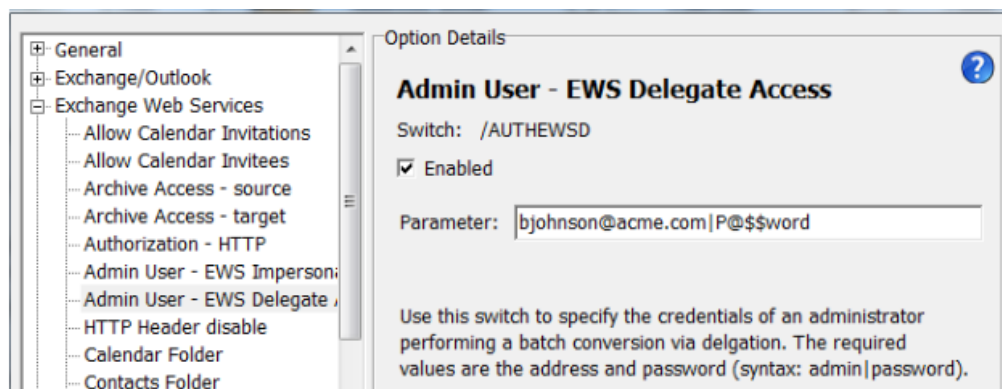 General
Exchange/Outlook
Exchange Web Services
Allow Calendar Invitations
Allow Calendar Invitees
Archive Access - source
Archive Access - target
Authorization - HTTP
Admin User - EWS Impersona
Admin User - EWS Delegate
HTTP Header disable
Calendar Folder
Contacts Folder
Option Details
Admin User - EWS Delegate Access
Switch: /AUTHEWSD
Enabled
Parameter: bjohnson@acme.com|P@$$word
Use this switch to specify the credentials of an administrator
performing a batch conversion via delgation. The required
values are the address and password (syntax: admin|password).